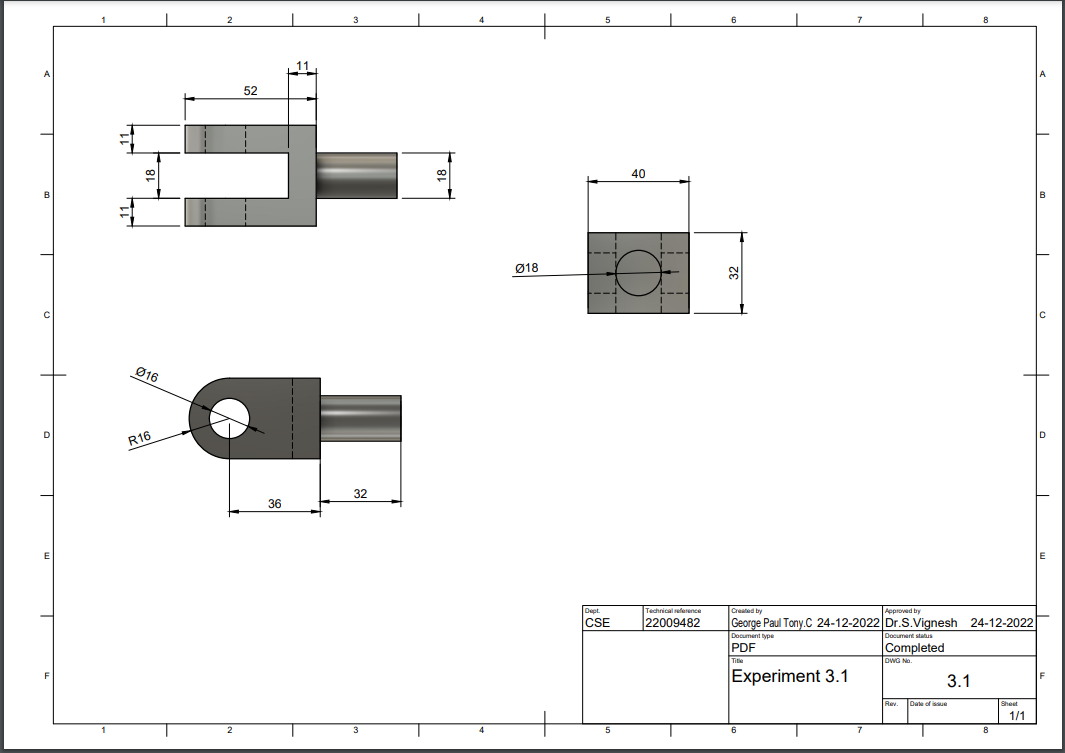 1 2 3 4 5 6 7 8
A A
11
52
11
18
18
11
B B
40
Ø18
32
C C
Ø16
R16
D D
36
32
E E
Dept. Technical reference Created by Approved by
CSE 22009482 George Paul Tony.C 24-12-2022 Dr.S.Vignesh 24-12-2022
Document type Document status
PDF Completed
Title DWG No.
Experiment 3.1 3.1
F F
Rev. Date of issue Sheet
1/1
1 2 3 4 5 6 7 8